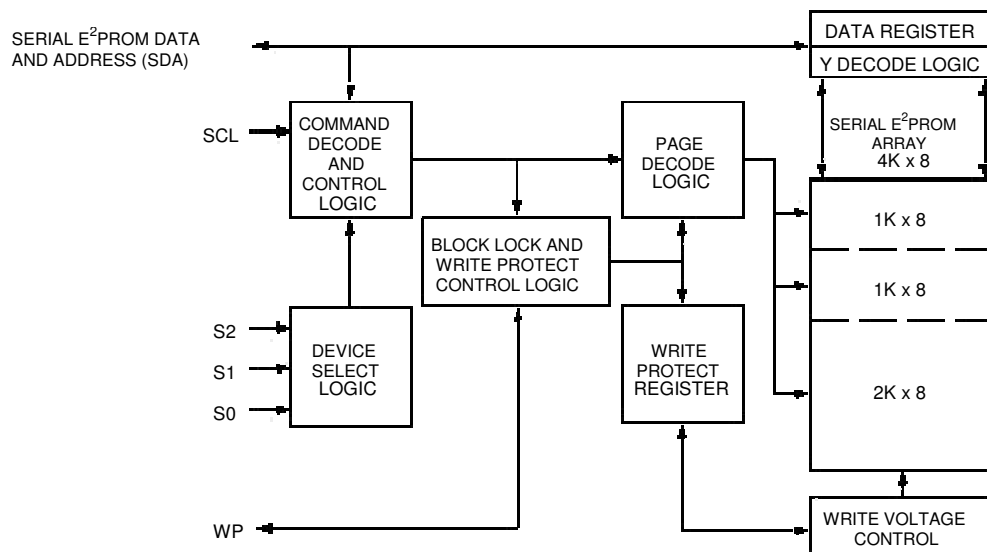 SERIAL E²PROM DATA
AND ADDRESS (SDA)
DATA REGISTER
Y DECODE LOGIC
SERIAL E²PROM
ARRAY
4K x 8
SCL
COMMAND
DECODE
AND
CONTROL
LOGIC
PAGE
DECODE
LOGIC
1K x 8
BLOCK LOCK AND
WRITE PROTECT
CONTROL LOGIC
1K x 8
S2
S1
S0
DEVICE
SELECT
LOGIC
WRITE
PROTECT
REGISTER
2K x 8
WP
WRITE VOLTAGE
CONTROL